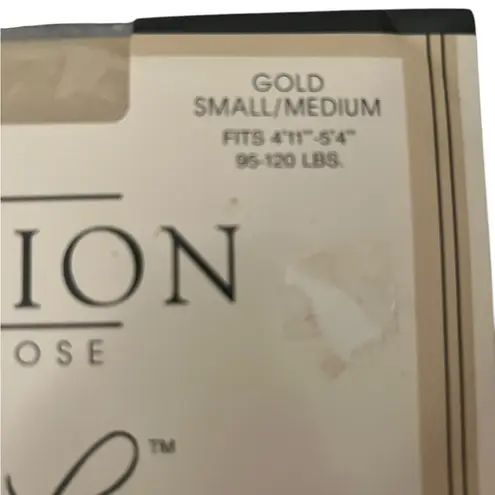 GOLD
SMALL/MEDIUM
FITS 4'11"-5'4"
95-120 LBS.
ION
OSE
TM